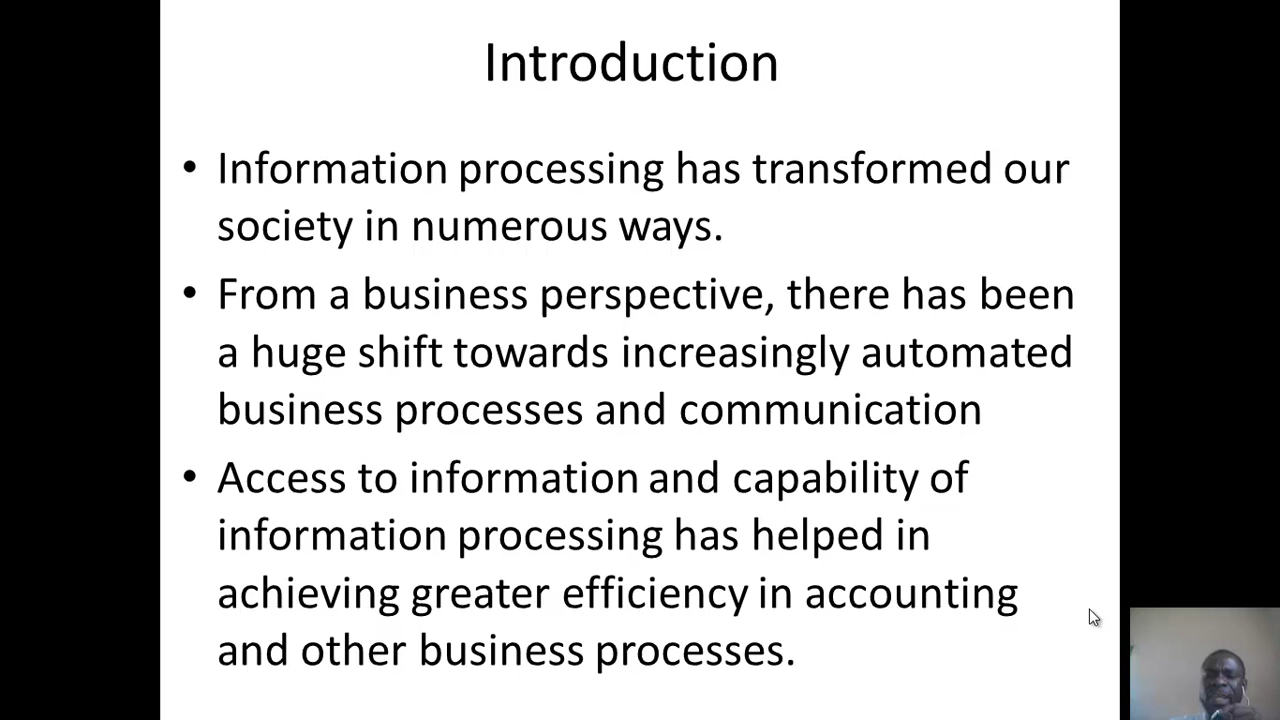 Introduction
• Information processing has transformed our
society in numerous ways.
• From a business perspective, there has been
a huge shift towards increasingly automated
business processes and communication
• Access to information and capability of
information processing has helped in
achieving greater efficiency in accounting
and other business processes.